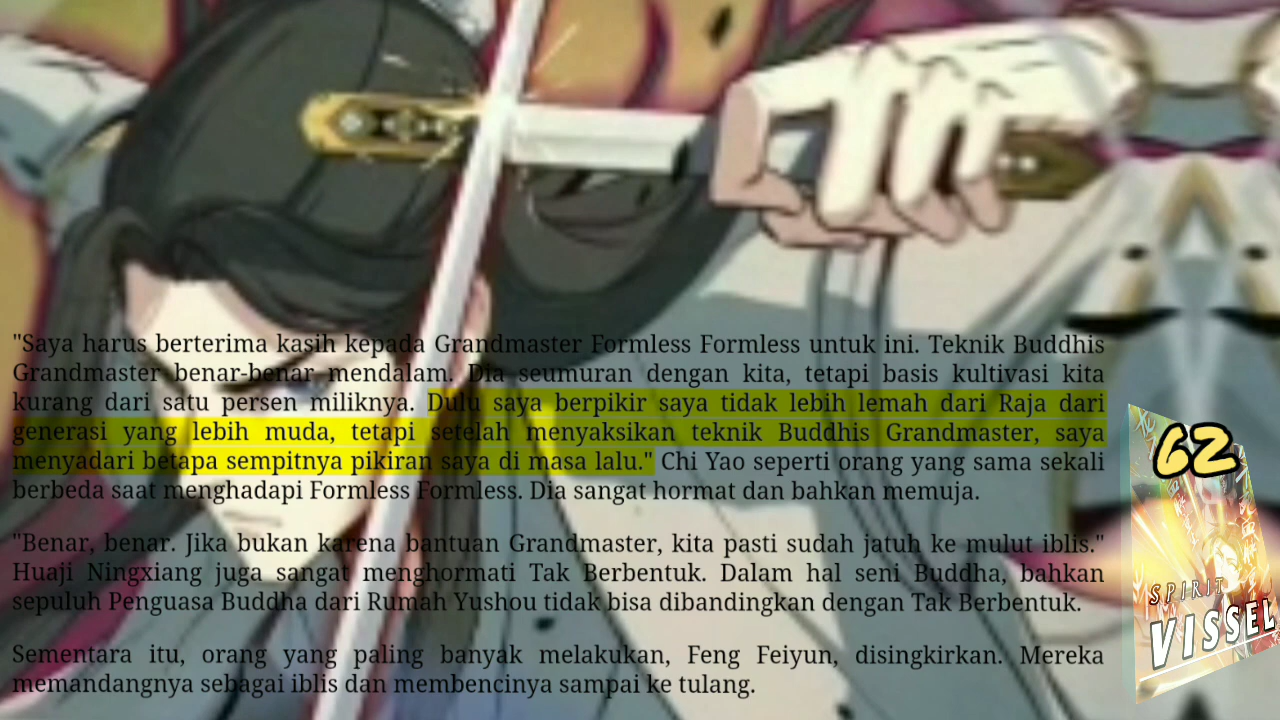 "Saya harus berterima kasih kepada Grandmaster Formless Formless untuk ini. Teknik Buddhis
Grandmaster benar-benar mendalam. Dia seumuran dengan kita, tetapi basis kultivasi kita
kurang dari satu persen miliknya. Dulu saya berpikir saya tidak lebih lemah dari Raja dari
generasi yang lebih muda, tetapi setelah menyaksikan teknik Buddhis Grandmaster, saya
menyadari betapa sempitnya pikiran saya di masa lalu." Chi Yao seperti orang yang sama sekali
berbeda saat menghadapi Formless Formless. Dia sangat hormat dan bahkan memuja.
"Benar, benar. Jika bukan karena bantuan Grandmaster, kita pasti sudah jatuh ke mulut iblis."
Huaji Ningxiang juga sangat menghormati Tak Berbentuk. Dalam hal seni Buddha, bahkan
sepuluh Penguasa Buddha dari Rumah Yushou tidak bisa dibandingkan dengan Tak Berbentuk.
Sementara itu, orang yang paling banyak melakukan, Feng Feiyun, disingkirkan. Mereka
memandangnya sebagai iblis dan membencinya sampai ke tulang.
62
SPIRIT
VISSEL